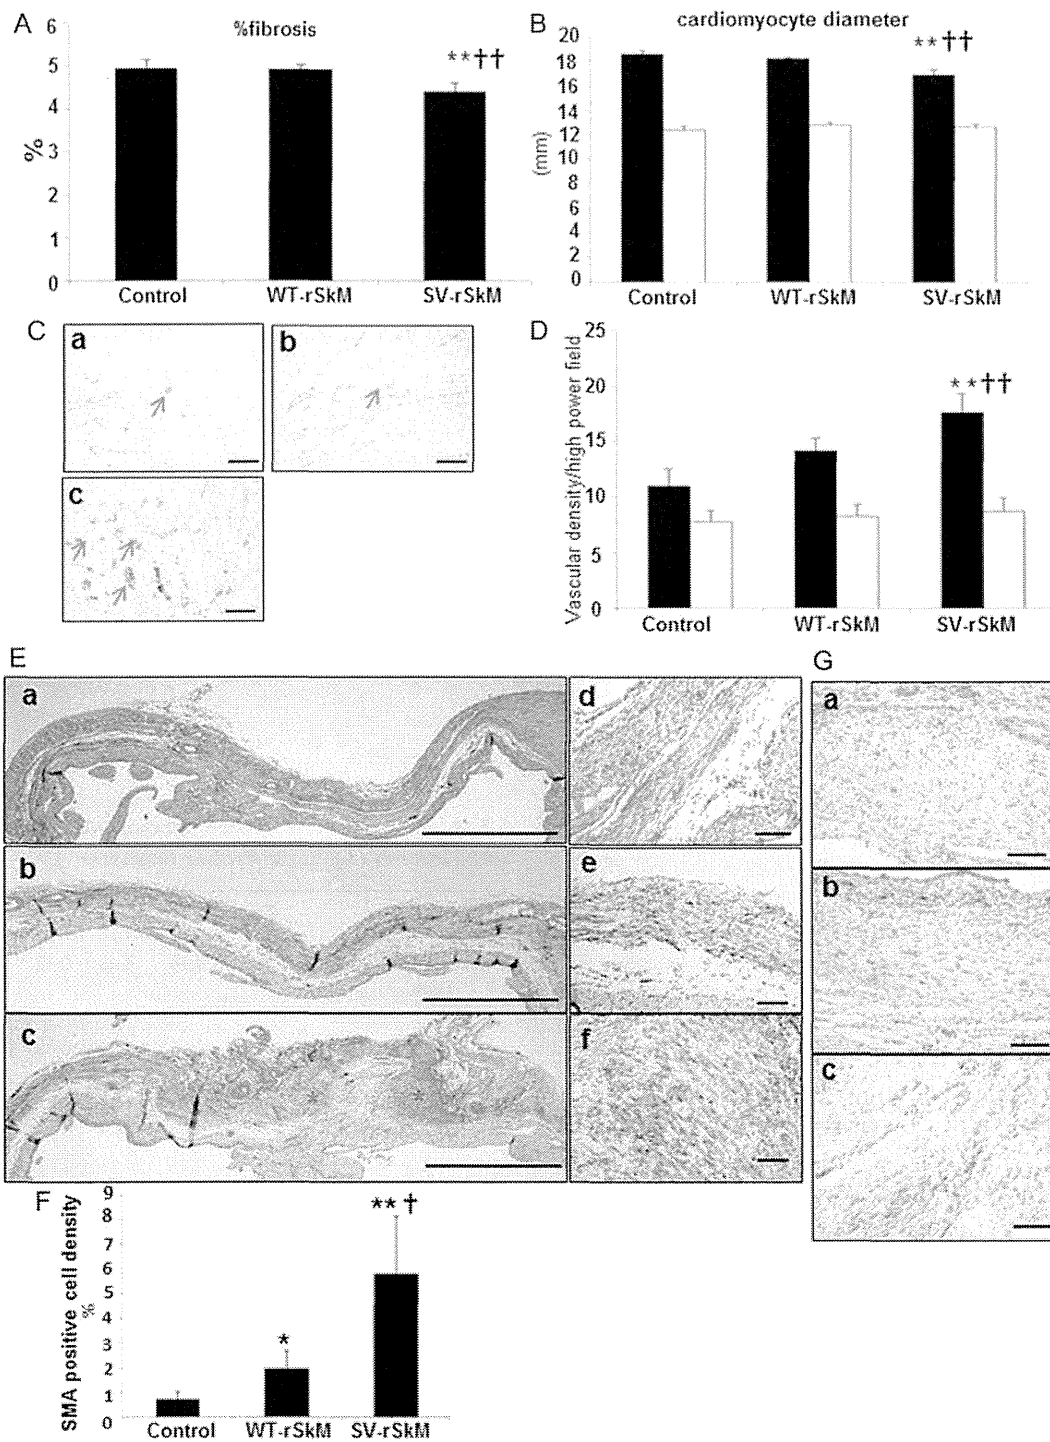 A
%fibrosis
6
5
4
3
2
1
0
%
**††
Control WT-rSkM SV-rSkM
B
cardiomyocyte diameter
20
18
16
14
12
10
8
6
4
2
0
(mm)
**††
Control WT-rSkM SV-rSkM
C
a
b
c
D
25
20
15
10
5
0
Vascular density/high power field
**††
Control WT-rSkM SV-rSkM
E
a
b
c
* *
d
e
f
G
a
b
c
F
9
8
7
6
5
4
3
2
1
0
SMA positive cell density
%
*
** †
Control WT-rSkM SV-rSkM